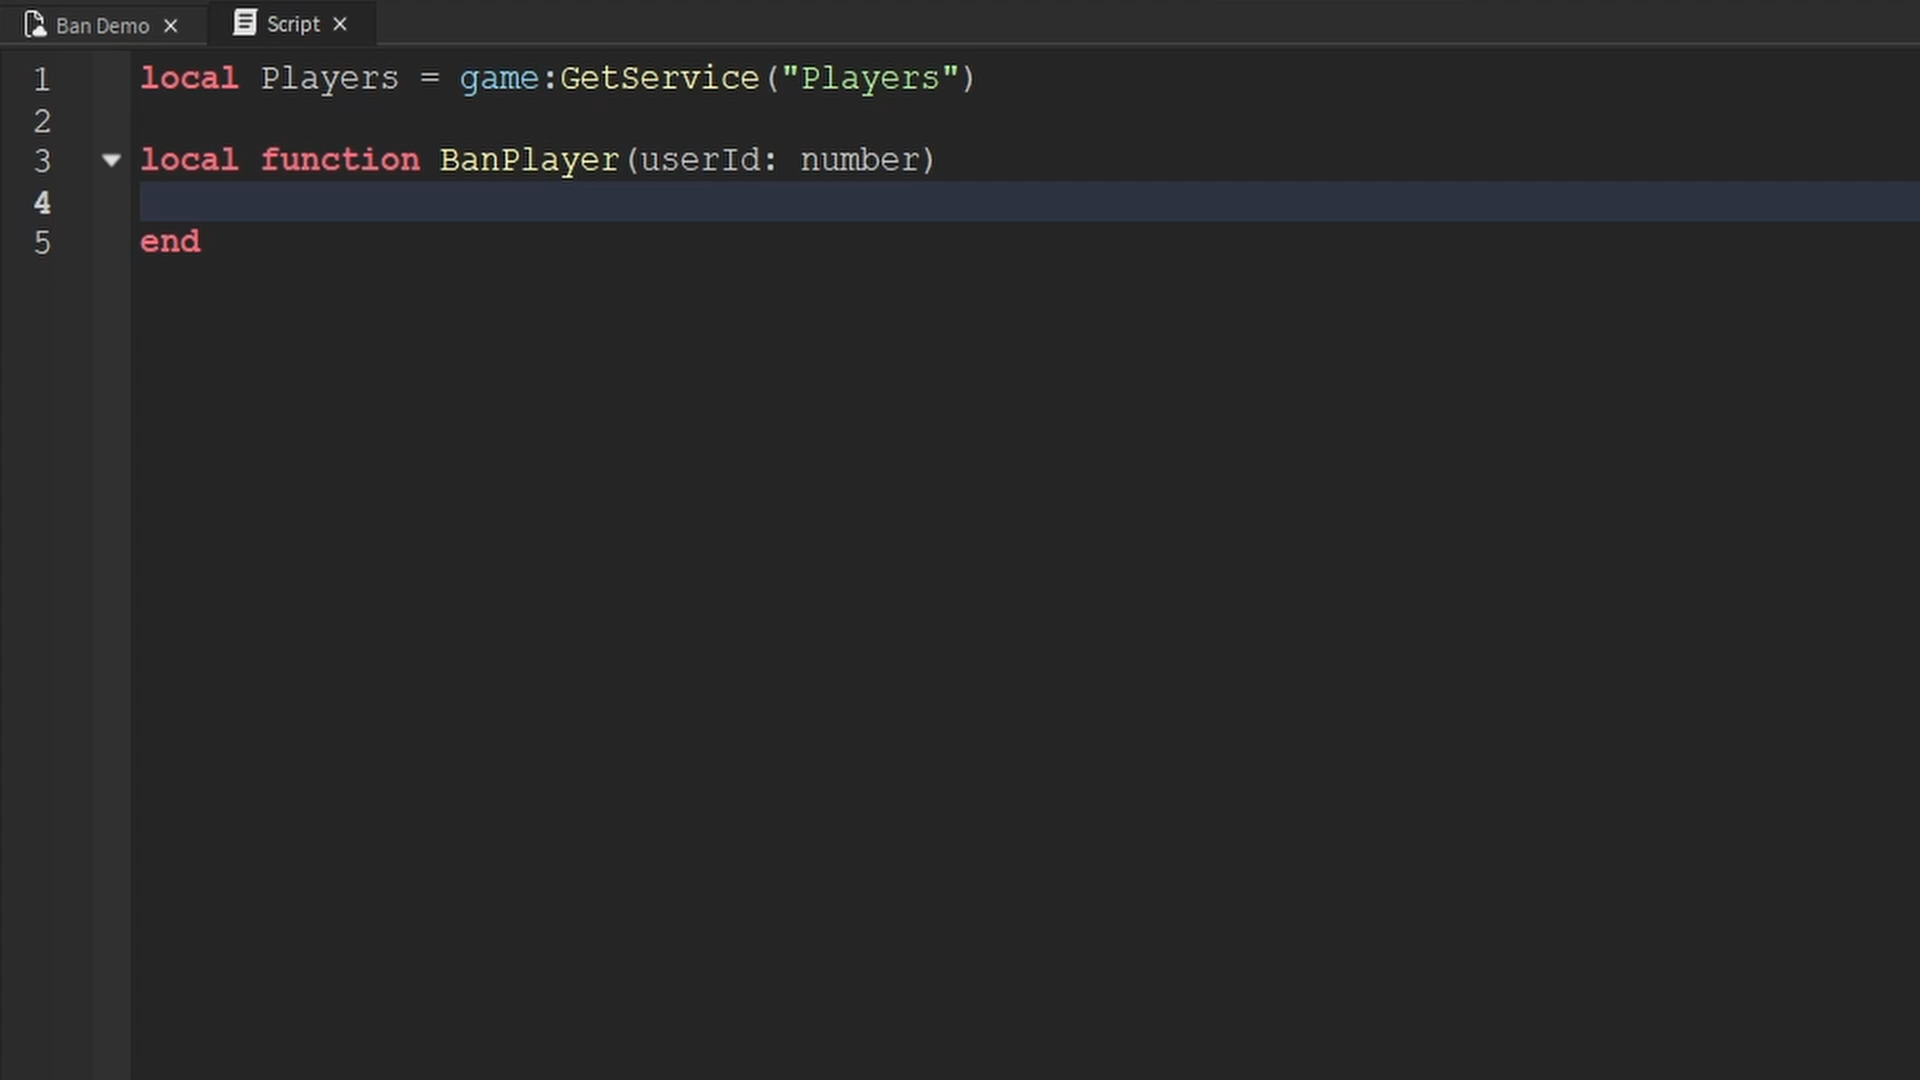 Ban Demo
Script
1 local Players = game:GetService("Players")
2
3 local function BanPlayer(userId: number)
4
5 end